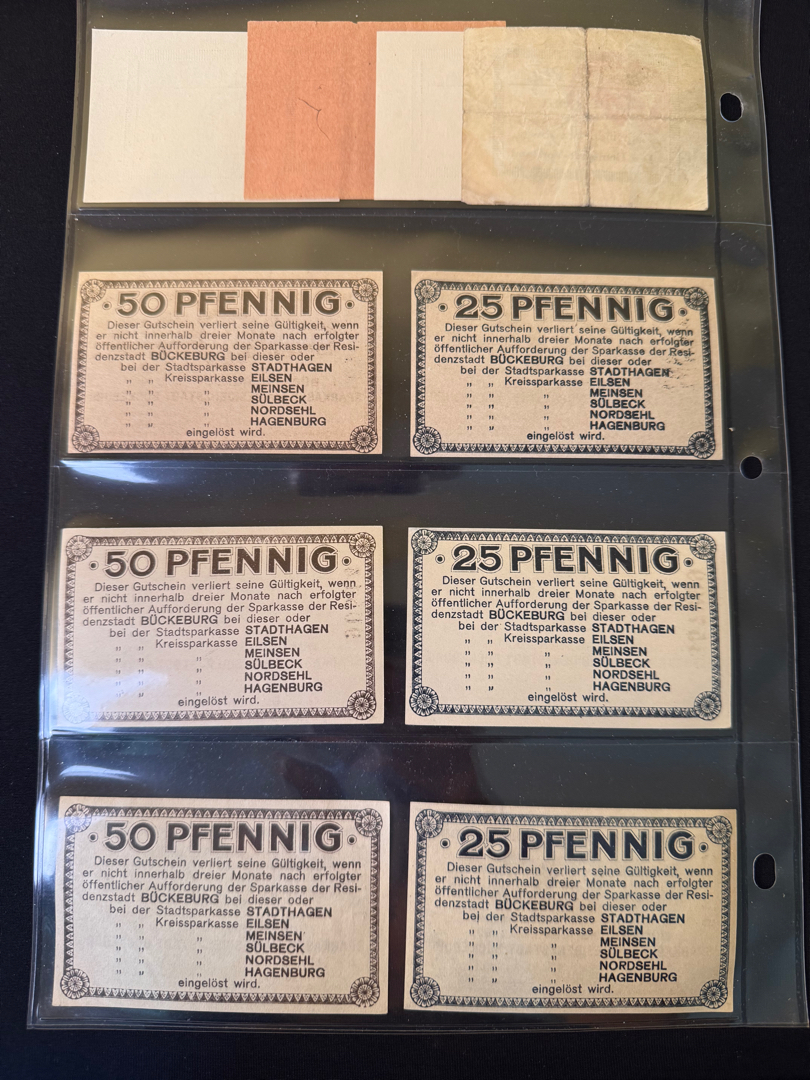 · 50 PFENNIG ·
Dieser Gutschein verliert seine Gültigkeit, wenn
er nicht innerhalb dreier Monate nach erfolgter
öffentlicher Aufforderung der Sparkasse der Resi-
denzstadt BÜCKEBURG bei dieser oder
bei der Stadtsparkasse STADTHAGEN
„ „ Kreissparkasse EILSEN
„ „ „ MEINSEN
„ „ „ SÜLBECK
„ „ „ NORDSEHL
„ „ „ HAGENBURG
eingelöst wird.
· 25 PFENNIG ·
Dieser Gutschein verliert seine Gültigkeit, wenn
er nicht innerhalb dreier Monate nach erfolgter
öffentlicher Aufforderung der Sparkasse der Resi-
denzstadt BÜCKEBURG bei dieser oder
bei der Stadtsparkasse STADTHAGEN
„ „ Kreissparkasse EILSEN
„ „ „ MEINSEN
„ „ „ SÜLBECK
„ „ „ NORDSEHL
„ „ „ HAGENBURG
eingelöst wird.
· 50 PFENNIG ·
Dieser Gutschein verliert seine Gültigkeit, wenn
er nicht innerhalb dreier Monate nach erfolgter
öffentlicher Aufforderung der Sparkasse der Resi-
denzstadt BÜCKEBURG bei dieser oder
bei der Stadtsparkasse STADTHAGEN
„ „ Kreissparkasse EILSEN
„ „ „ MEINSEN
„ „ „ SÜLBECK
„ „ „ NORDSEHL
„ „ „ HAGENBURG
eingelöst wird.
· 25 PFENNIG ·
Dieser Gutschein verliert seine Gültigkeit, wenn
er nicht innerhalb dreier Monate nach erfolgter
öffentlicher Aufforderung der Sparkasse der Resi-
denzstadt BÜCKEBURG bei dieser oder
bei der Stadtsparkasse STADTHAGEN
„ „ Kreissparkasse EILSEN
„ „ „ MEINSEN
„ „ „ SÜLBECK
„ „ „ NORDSEHL
„ „ „ HAGENBURG
eingelöst wird.
· 50 PFENNIG ·
Dieser Gutschein verliert seine Gültigkeit, wenn
er nicht innerhalb dreier Monate nach erfolgter
öffentlicher Aufforderung der Sparkasse der Resi-
denzstadt BÜCKEBURG bei dieser oder
bei der Stadtsparkasse STADTHAGEN
„ „ Kreissparkasse EILSEN
„ „ „ MEINSEN
„ „ „ SÜLBECK
„ „ „ NORDSEHL
„ „ „ HAGENBURG
eingelöst wird.
· 25 PFENNIG ·
Dieser Gutschein verliert seine Gültigkeit, wenn
er nicht innerhalb dreier Monate nach erfolgter
öffentlicher Aufforderung der Sparkasse der Resi-
denzstadt BÜCKEBURG bei dieser oder
bei der Stadtsparkasse STADTHAGEN
„ „ Kreissparkasse EILSEN
„ „ „ MEINSEN
„ „ „ SÜLBECK
„ „ „ NORDSEHL
„ „ „ HAGENBURG
eingelöst wird.